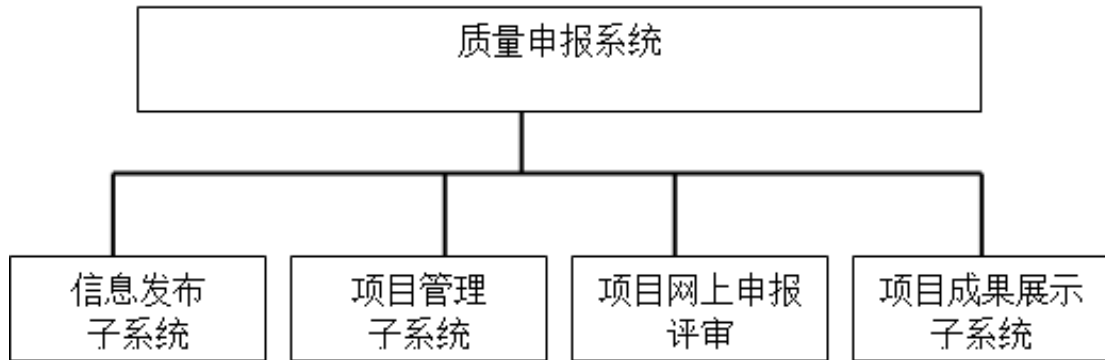 质量申报系统
信息发布
子系统
项目管理
子系统
项目网上申报
评审
项目成果展示
子系统